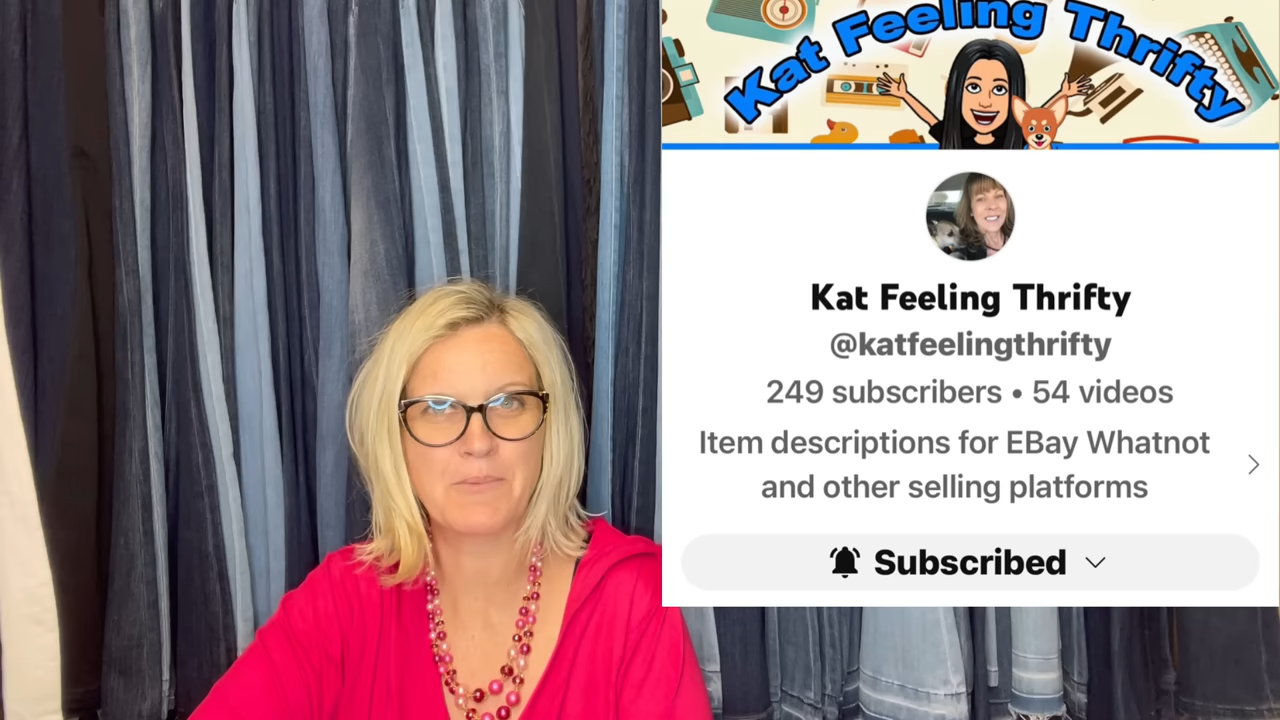 Kat Feeling Thrifty
Kat Feeling Thrifty
@katfeelingthrifty
249 subscribers • 54 videos
Item descriptions for EBay Whatnot
and other selling platforms
Subscribed